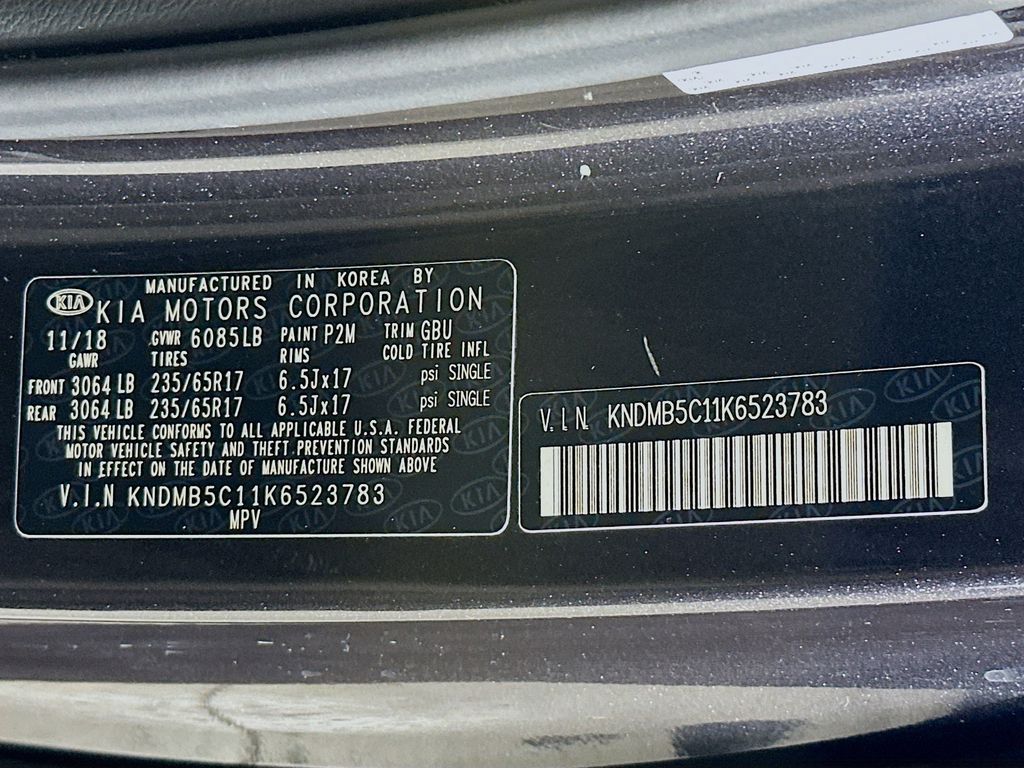 MANUFACTURED IN KOREA BY
KIA KIA MOTORS CORPORATION
11/18 GVWR 6085LB PAINT P2M TRIM GBU
GAWR TIRES RIMS COLD TIRE INFL
FRONT 3064 LB 235/65R17 6.5Jx17 psi SINGLE
REAR 3064 LB 235/65R17 6.5Jx17 psi SINGLE
THIS VEHICLE CONFORMS TO ALL APPLICABLE U.S.A. FEDERAL
MOTOR VEHICLE SAFETY AND THEFT PREVENTION STANDARDS
IN EFFECT ON THE DATE OF MANUFACTURE SHOWN ABOVE
V.I.N KNDMB5C11K6523783
MPV
V.I.N. KNDMB5C11K6523783